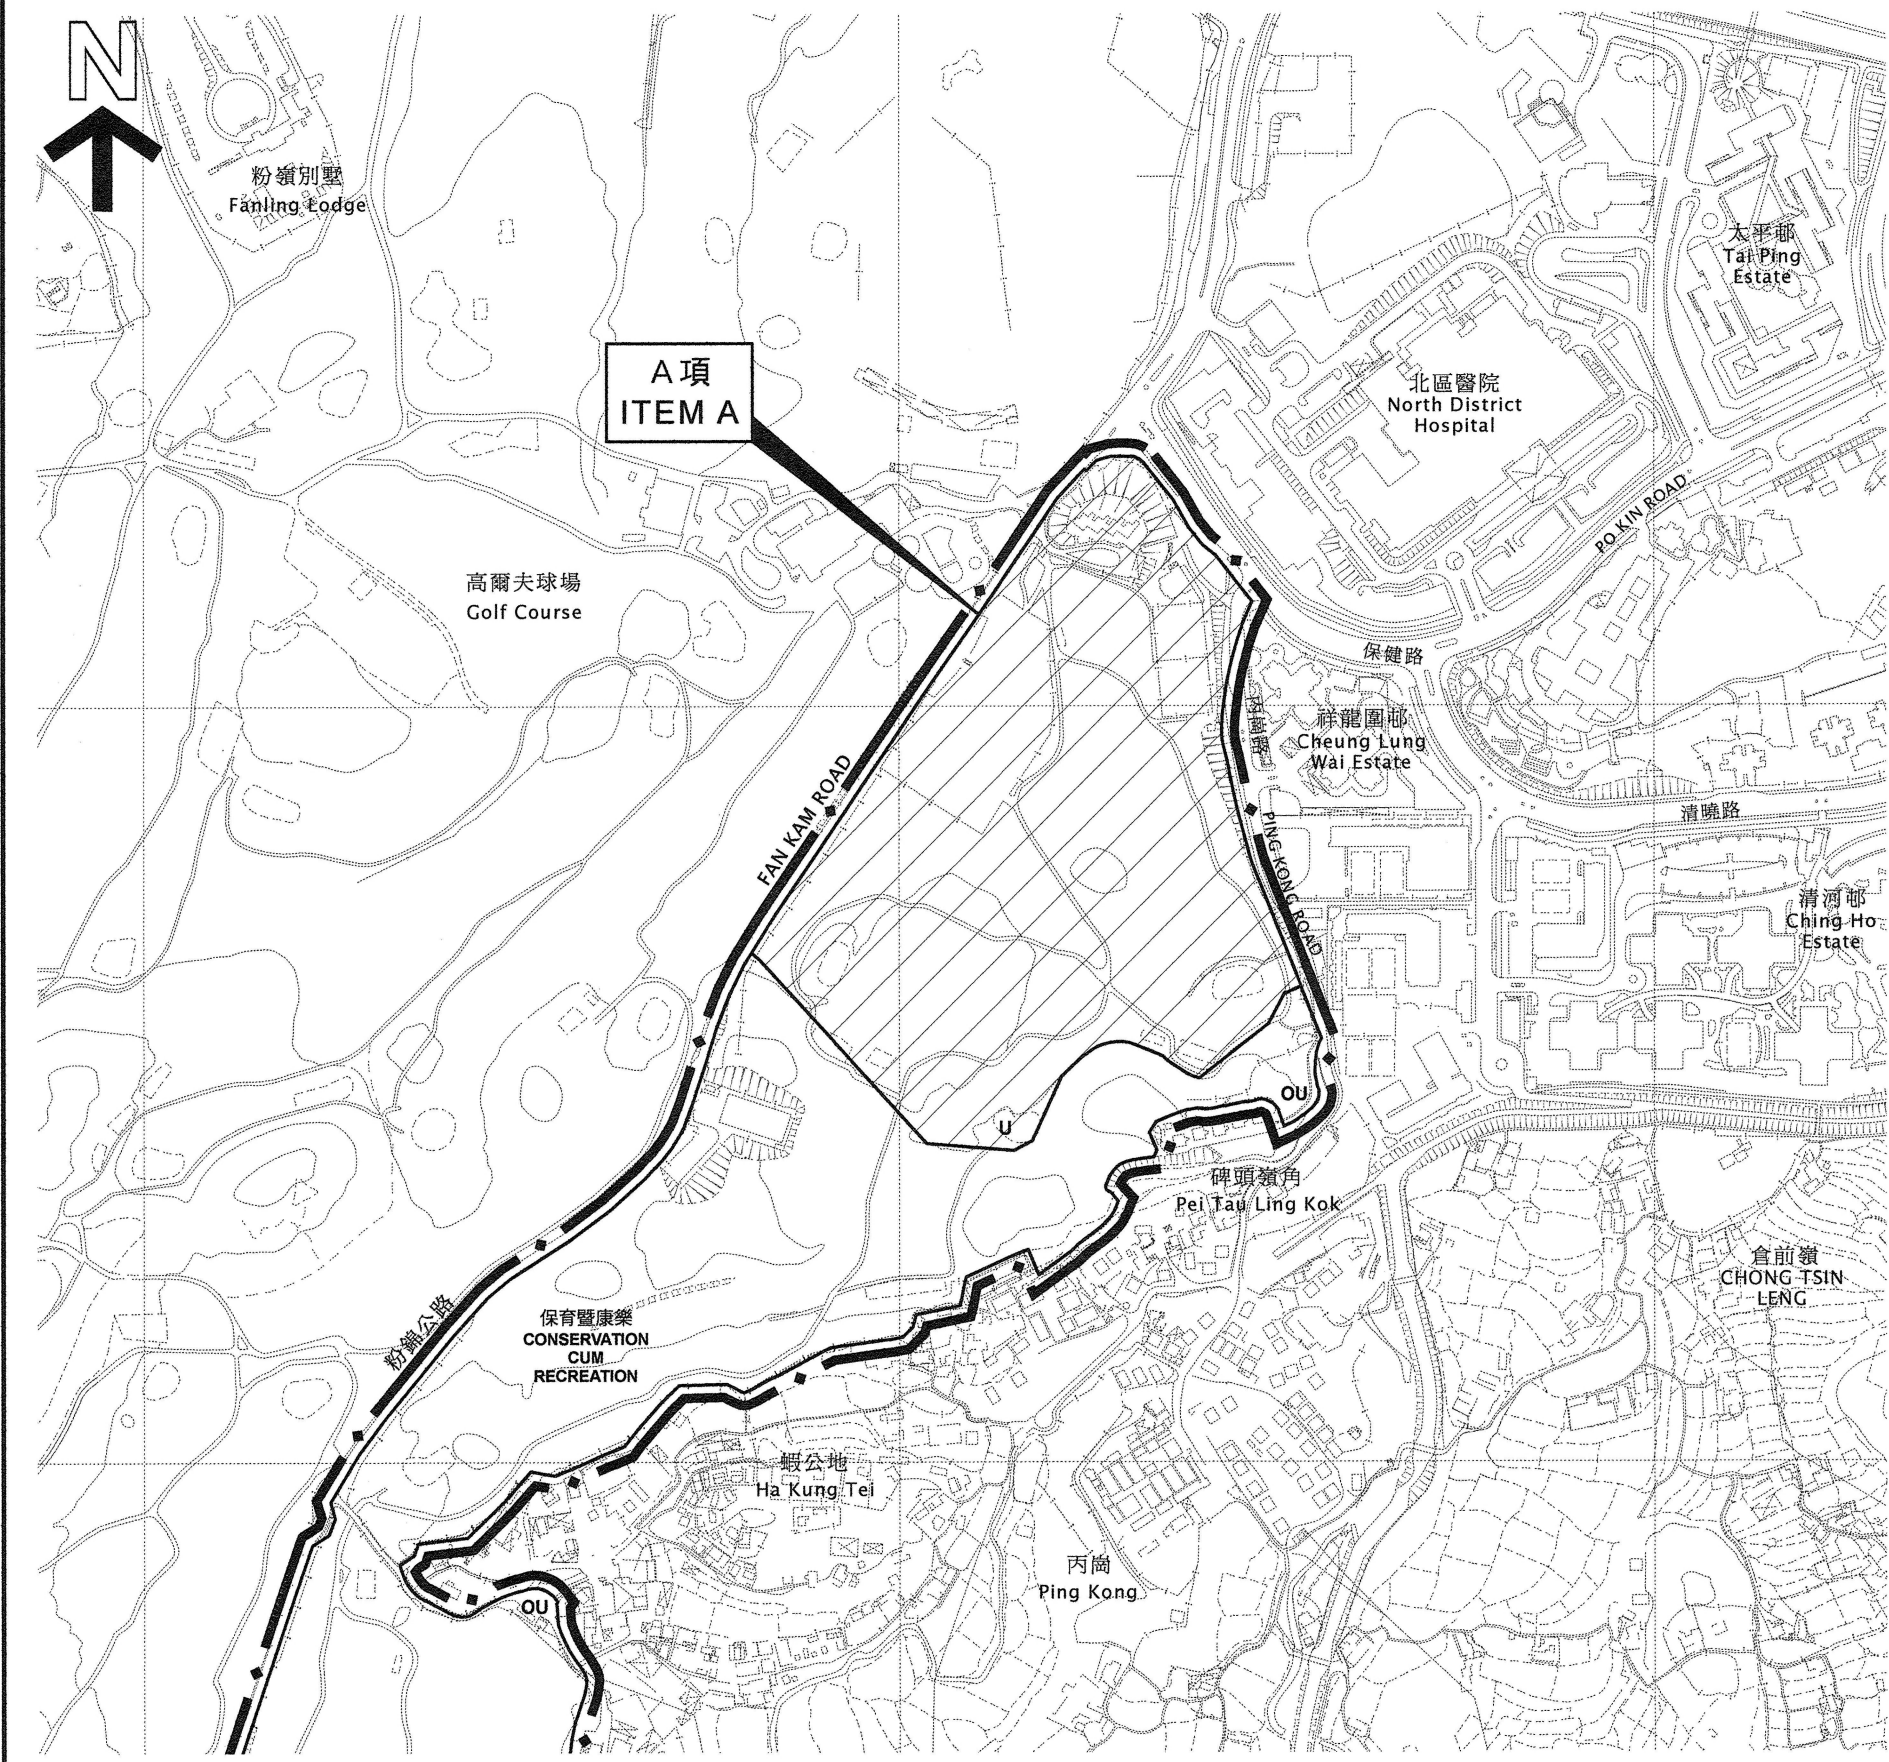 N
粉嶺別墅
Fanling Lodge
太平邨
Tai Ping
Estate
A項
ITEM A
北區醫院
North District
Hospital
PO KIN ROAD
高爾夫球場
Golf Course
保健路
丙崗路
祥龍圍邨
Cheung Lung
Wai Estate
FAN KAM ROAD
PING KONG ROAD
清曉路
清河邨
Ching Ho
Estate
OU
U
碑頭嶺角
Pei Tau Ling Kok
倉前嶺
CHONG TSIN
LENG
粉錦公路
保育暨康樂
CONSERVATION
CUM
RECREATION
蝦公地
Ha Kung Tei
丙崗
Ping Kong
OU